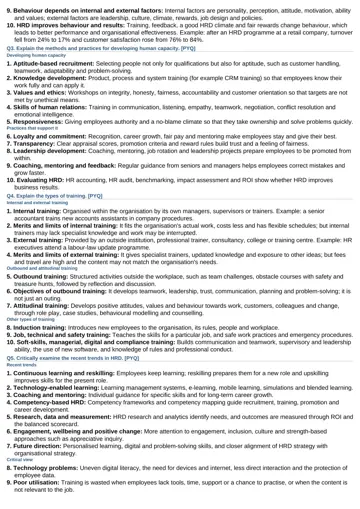 9. Behaviour depends on internal and external factors: Internal factors are personality, perception, attitude, motivation, ability
and values; external factors are leadership. culture, climate, rewards, job design and policies.
10. HRD improves behaviour and results: Training, feedback, a good HRD climate and fair rewards change behaviour, which
leads to better performance and organisational effectiveness. Example: after an HRD programme at a retail company, turnover
fell from 24% to 17% and customer satisfaction rose from 76% to 84%.
Q3. Explain the methods and practices for developing human capacity. [PYQ]
Developing human capacity
1. Aptitude-based recruitment: Selecting people not only for qualifications but also for aptitude, such as customer handling,
teamwork, adaptability and problem-solving.
2. Knowledge development: Product, process and system training (for example CRM training) so that employees know their
work fully and can apply it.
3. Values and ethics: Workshops on integrity, honesty, fairness, accountability and customer orientation so that targets are not
met by unethical means.
4. Skills of human relations: Training in communication, listening, empathy, teamwork, negotiation, conflict resolution and
emotional intelligence.
5. Responsiveness: Giving employees authority and a no-blame climate so that they take ownership and solve problems quickly.
Practices that support it
6. Loyalty and commitment: Recognition, career growth, fair pay and mentoring make employees stay and give their best.
7. Transparency: Clear appraisal scores, promotion criteria and reward rules build trust and a feeling of fairness.
8. Leadership development: Coaching, mentoring, job rotation and leadership projects prepare employees to be promoted from
within.
9. Coaching, mentoring and feedback: Regular guidance from seniors and managers helps employees correct mistakes and
grow faster.
10. Evaluating HRD: HR accounting, HR audit, benchmarking, impact assessment and ROI show whether HRD improves
business results.
Q4. Explain the types of training. [PYQ]
Internal and external training
1. Internal training: Organised within the organisation by its own managers, supervisors or trainers. Example: a senior
accountant trains new accounts assistants in company procedures.
2. Merits and limits of internal training: It fits the organisation's actual work, costs less and has flexible schedules; but internal
trainers may lack specialist knowledge and work may be interrupted.
3. External training: Provided by an outside institution, professional trainer, consultancy, college or training centre. Example: HR
executives attend a labour-law update programme.
4. Merits and limits of external training: It gives specialist trainers, updated knowledge and exposure to other ideas; but fees
and travel are high and the content may not match the organisation's needs.
Outbound and attitudinal training
5. Outbound training: Structured activities outside the workplace, such as team challenges, obstacle courses with safety and
treasure hunts, followed by reflection and discussion.
6. Objectives of outbound training: It develops teamwork, leadership, trust, communication, planning and problem-solving; it is
not just an outing.
7. Attitudinal training: Develops positive attitudes, values and behaviour towards work, customers, colleagues and change,
through role play, case studies, behavioural modelling and counselling.
Other types of training
8. Induction training: Introduces new employees to the organisation, its rules, people and workplace.
9. Job, technical and safety training: Teaches the skills for a particular job and machine, and safe work practices and emergency procedures.
10. Soft-skills, managerial, digital and compliance training: Builds communication and teamwork, supervisory and leadership
ability, the use of new software, and knowledge of rules and professional conduct.
Q5. Critically examine the recent trends in HRD. [PYQ]
Recent trends
1. Continuous learning and reskilling: Employees keep learning; reskilling prepares them for a new role and upskilling
improves skills for the present role.
2. Technology-enabled learning: Learning management systems, e-learning, mobile learning, simulations and blended learning.
3. Coaching and mentoring: Individual guidance for specific skills and for long-term career growth.
4. Competency-based HRD: Competency frameworks and competency mapping guide recruitment, training, promotion and
career development.
5. Research, data and measurement: HRD research and analytics identify needs, and outcomes are measured through ROI and
the balanced scorecard.
6. Engagement, wellbeing and positive change: More attention to engagement, inclusion, culture and strength-based
approaches such as appreciative inquiry.
7. Future direction: Personalised learning, digital and problem-solving skills, and closer alignment of HRD strategy with
organisational strategy.
Critical view
8. Technology problems: Uneven digital literacy, the need for devices and internet, less direct interaction and the protection of
employee data.
9. Poor utilisation: Training is wasted when employees lack tools, time, support or a chance to practise, or when the content is
not relevant to the job.